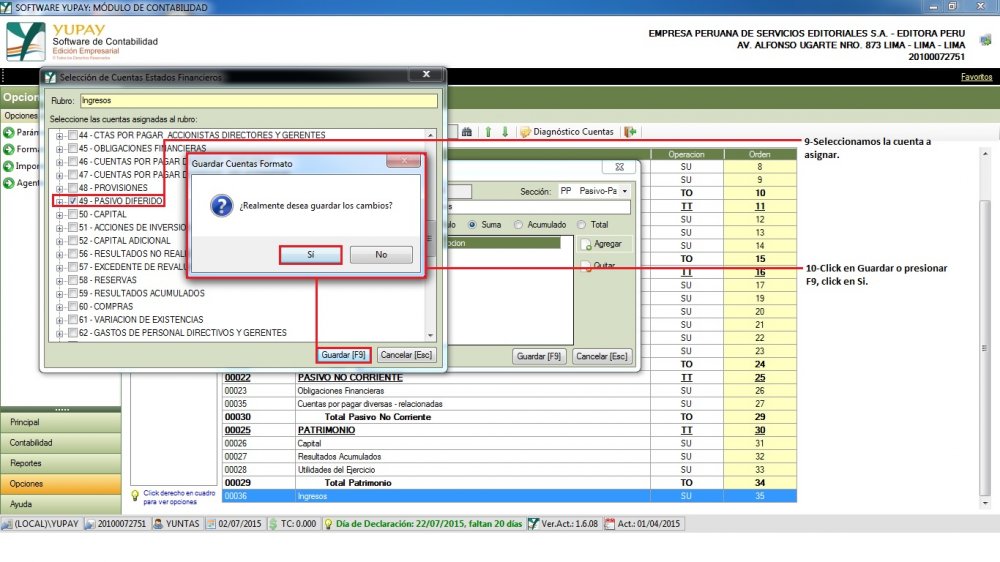 SOFTWARE YUPAY: MÓDULO DE CONTABILIDAD
YUPAY
Software de Contabilidad
Edición Empresarial
EMPRESA PERUANA DE SERVICIOS EDITORIALES S.A. - EDITORA PERU
AV. ALFONSO UGARTE NRO. 873 LIMA - LIMA - LIMA
20100072751
Favoritos
Opcion
Opciones
Parám
Forma
Impor
Agent
Selección de Cuentas Estados Financieros
X
Rubro: Ingresos
Seleccione las cuentas asignadas al rubro:
44 - CTAS POR PAGAR ACCIONISTAS DIRECTORES Y GERENTES
45 - OBLIGACIONES FINANCIERAS
46 - CUENTAS POR PAGAR D
47 - CUENTAS POR PAGAR D
48 - PROVISIONES
49 - PASIVO DIFERIDO
50 - CAPITAL
51 - ACCIONES DE INVERSIO
52 - CAPITAL ADICIONAL
56 - RESULTADOS NO REAL
57 - EXCEDENTE DE REVALU
58 - RESERVAS
59 - RESULTADOS ACUMULADOS
60 - COMPRAS
61 - VARIACION DE EXISTENCIAS
62 - GASTOS DE PERSONAL DIRECTIVOS Y GERENTES
Guardar [F9] Cancelar [Esc]
Guardar Cuentas Formato
¿Realmente desea guardar los cambios?
Sí No
Diagnóstico Cuentas
Sección: PP Pasivo-Pa
s
lo Suma Acumulado Total
odon
Agregar
Quitar
Guardar [F9] Cancelar [Esc]
Operacion Orden
SU 8
SU 9
TO 10
TT 11
SU 12
SU 13
SU 14
TO 15
TT 16
SU 17
SU 19
SU 20
SU 21
SU 22
SU 23
TO 24
00022 PASIVO NO CORRIENTE TT 25
00023 Obligaciones Financieras SU 26
00035 Cuentas por pagar diversas - relacionadas SU 27
00030 Total Pasivo No Corriente TO 29
00025 PATRIMONIO TT 30
00026 Capital SU 31
00027 Resultados Acumulados SU 32
00028 Utilidades del Ejercicio SU 33
00029 Total Patrimonio TO 34
00036 Ingresos SU 35
9-Seleccionamos la cuenta a
asignar.
10-Click en Guardar o presionar
F9, click en Si.
Principal
Contabilidad
Reportes
Opciones
Ayuda
Click derecho en cuadro
para ver opciones
(LOCAL)\YUPAY 20100072751 YUNTAS 02/07/2015 TC: 0.000 Día de Declaración: 22/07/2015, faltan 20 días Ver.Act.: 1.6.08 Act.: 01/04/2015